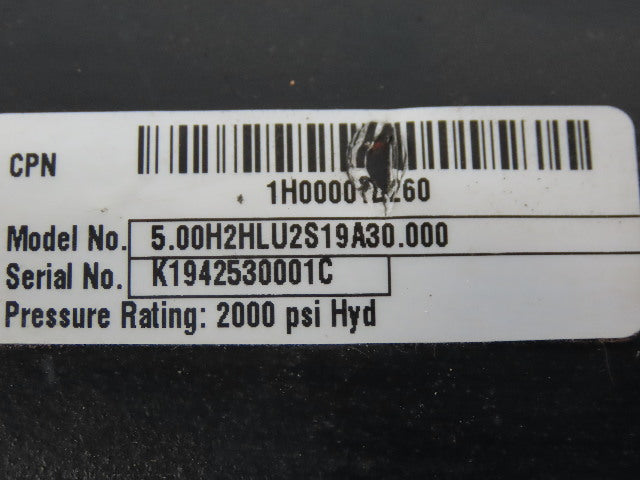 CPN
Model No. 5.00H2HLU2S19A30.000
Serial No. K1942530001C
Pressure Rating: 2000 psi Hyd